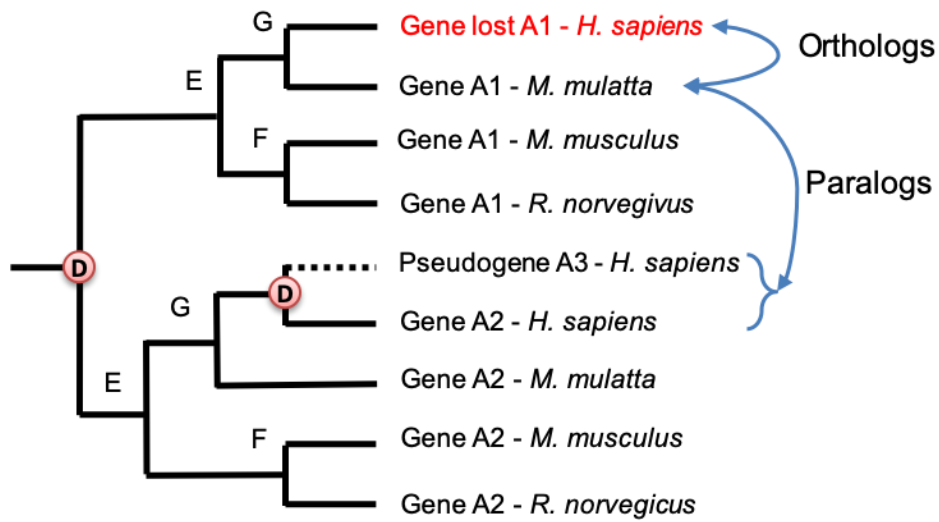 G
Gene lost A1 - H. sapiens
Orthologs
E
Gene A1 - M. mulatta
F
Gene A1 - M. musculus
Paralogs
Gene A1 - R. norvegivus
D
Pseudogene A3 - H. sapiens
D
G
Gene A2 - H. sapiens
E
Gene A2 - M. mulatta
F
Gene A2 - M. musculus
Gene A2 - R. norvegicus